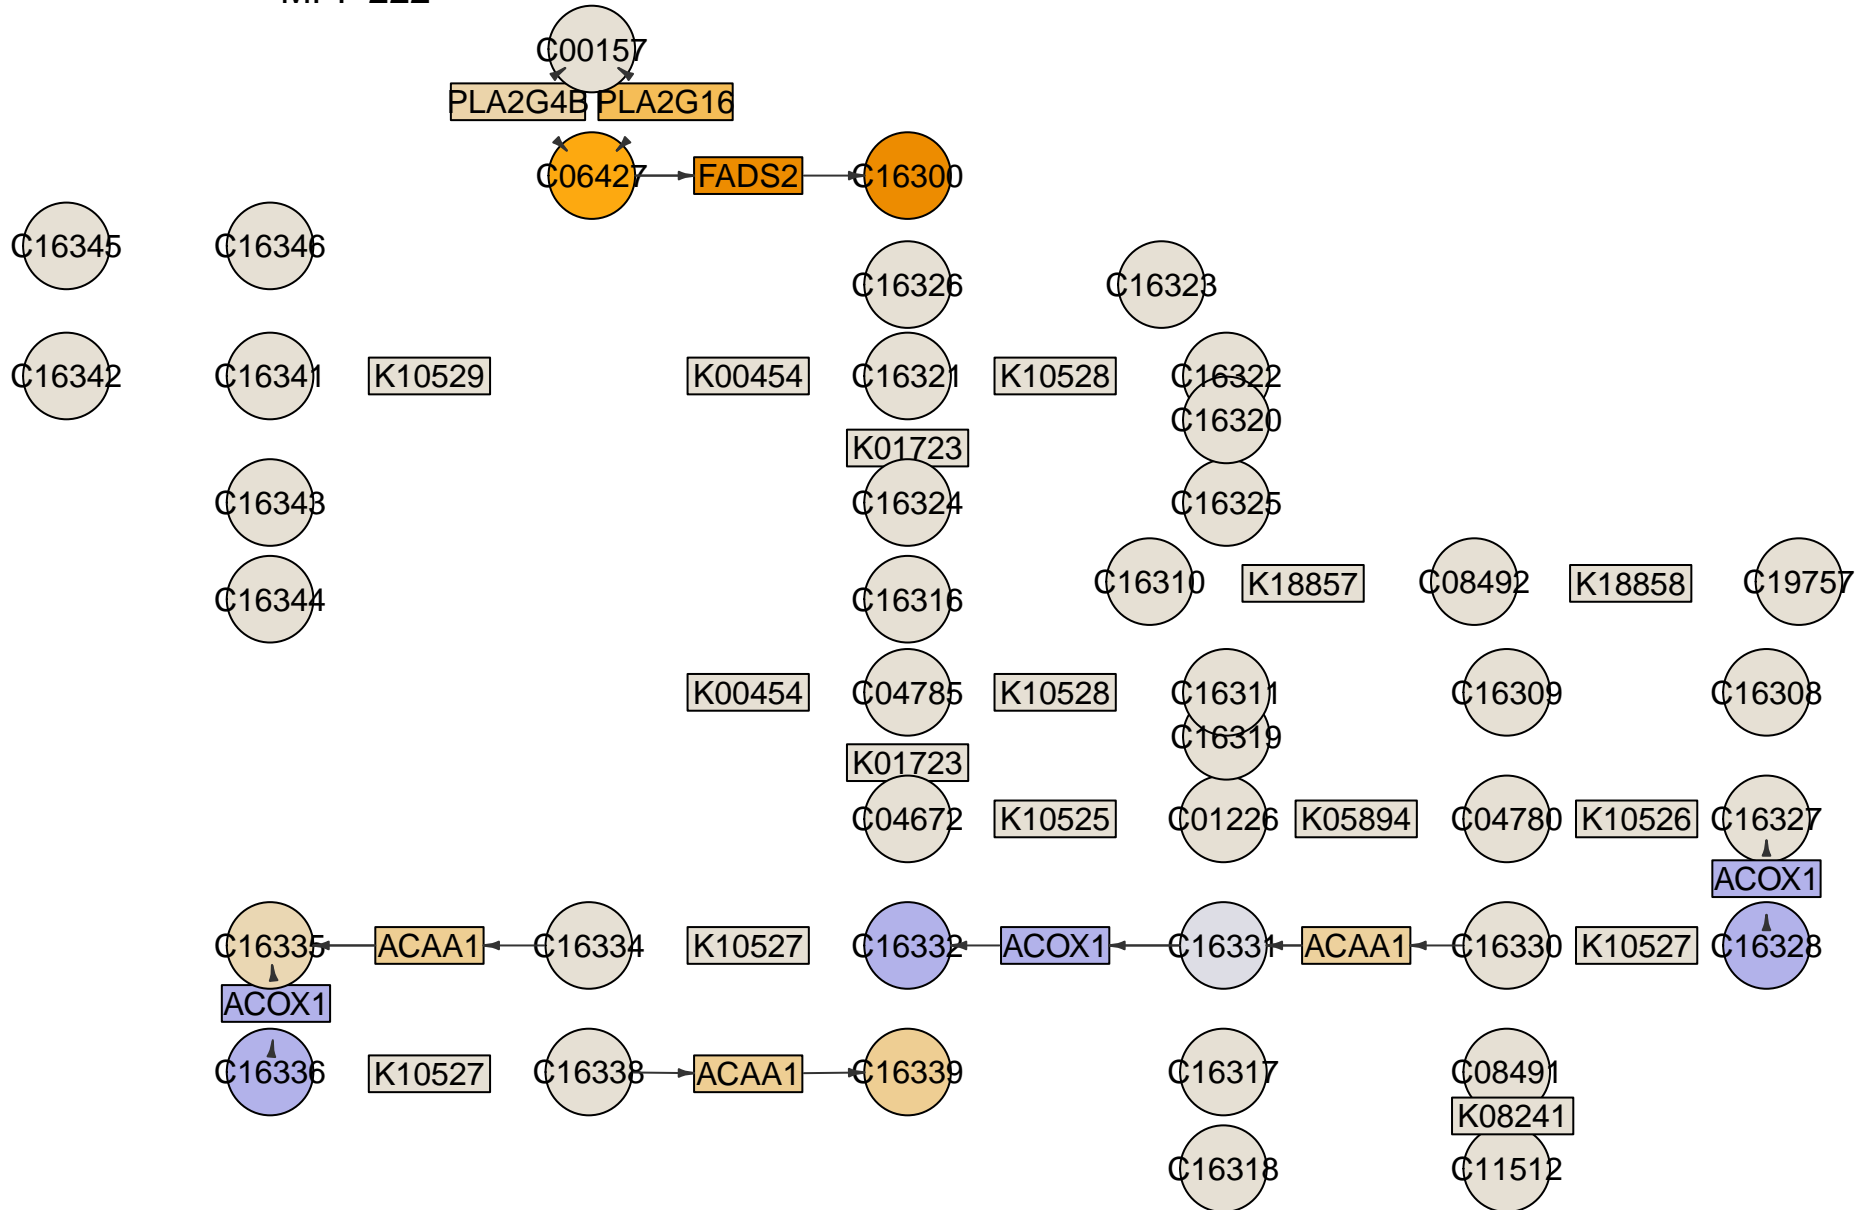 C00157
PLA2G4B PLA2G16
C06427 FADS2 C16300
C16345 C16346
C16326 C16323
C16342 C16341 K10529 K00454 C16321 K10528 C16322
C16320
K01723
C16343 C16324 C16325
C16310 K18857 C08492 K18858 C19757
C16344 C16316
K00454 C04785 K10528 C16311 C16309 C16308
C16319
K01723
C04672 K10525 C01226 K05894 C04780 K10526 C16327
ACOX1
C16335 ACAA1 C16334 K10527 C16332 ACOX1 C16331 ACAA1 C16330 K10527 C16328
ACOX1
C16336 K10527 C16338 ACAA1 C16339 C16317 C08491
K08241
C16318 C11512